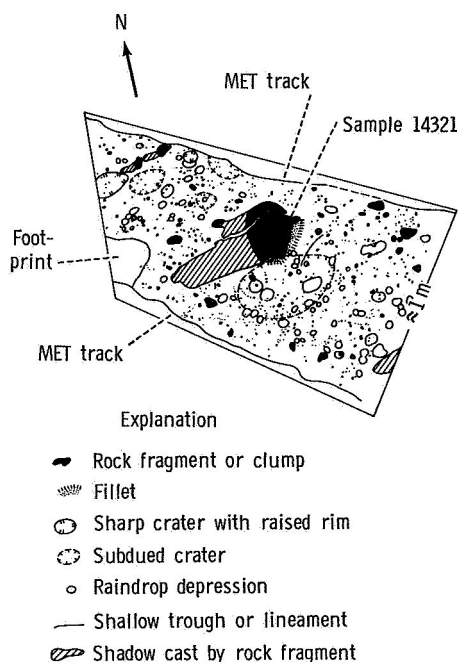 N
MET track
Sample 14321
Foot-
print
MET track
≈1 m
Explanation
Rock fragment or clump
Fillet
Sharp crater with raised rim
Subdued crater
Raindrop depression
Shallow trough or lineament
Shadow cast by rock fragment